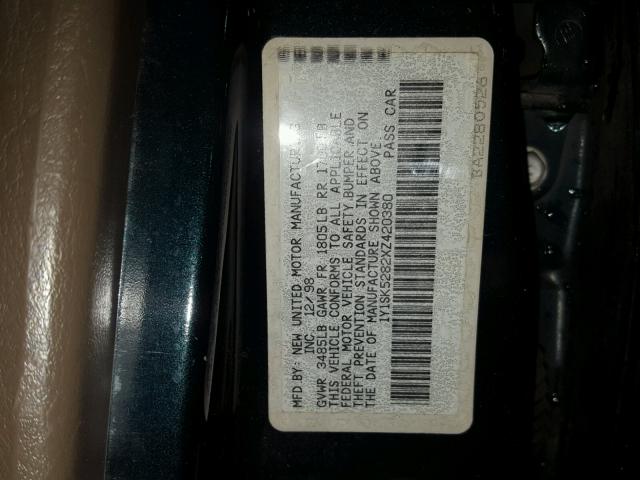 MFD BY: NEW UNITED MOTOR MANUFACTURING
INC. 12/98
GVWR 3485LB GAWR FR 1805LB RR
THIS VEHICLE CONFORMS TO ALL APPLICABLE
FEDERAL MOTOR VEHICLE SAFETY BUMPER AND
THEFT PREVENTION STANDARDS IN EFFECT ON
THE DATE OF MANUFACTURE SHOWN ABOVE.
1Y1SK5282XZ420380 PASS CAR